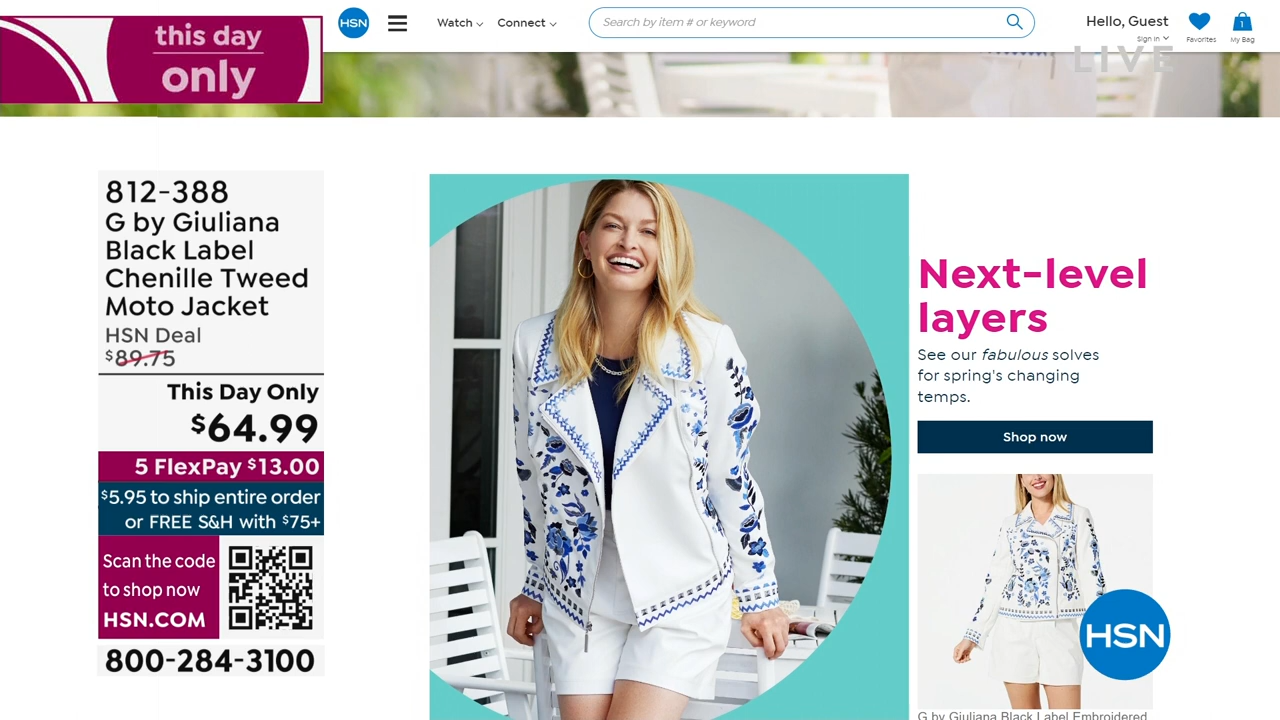 this day
only
HSN
Watch
Connect
Search by item # or keyword
Hello, Guest
Sign in
Favorites
1
My Bag
LIVE
812-388
G by Giuliana
Black Label
Chenille Tweed
Moto Jacket
HSN Deal
$89.75
This Day Only
$64.99
5 FlexPay $13.00
$5.95 to ship entire order
or FREE S&H with $75+
Scan the code
to shop now
HSN.COM
800-284-3100
Next-level
layers
See our fabulous solves
for spring's changing
temps.
Shop now
HSN
G by Giuliana Black Label Embroidered